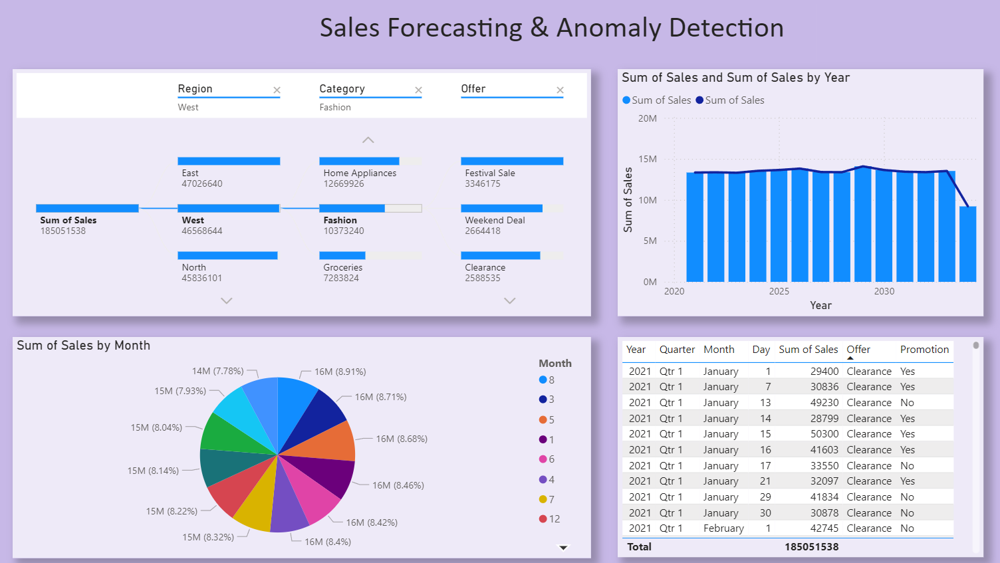 Sales Forecasting & Anomaly Detection
Region
West
Category
Fashion
Offer
Sum of Sales
185051538
East
47026640
West
46568644
North
45836101
Home Appliances
12669926
Fashion
10373240
Groceries
7283824
Festival Sale
3346175
Weekend Deal
2664418
Clearance
2588535
Sum of Sales and Sum of Sales by Year
Sum of Sales Sum of Sales
20M
15M
10M
5M
0M
Sum of Sales
2020 2025 2030
Year
Sum of Sales by Month
16M (8.91%)
16M (8.71%)
16M (8.68%)
16M (8.46%)
16M (8.42%)
16M (8.4%)
15M (8.32%)
15M (8.22%)
15M (8.14%)
15M (8.04%)
15M (7.93%)
14M (7.78%)
Month
8
3
5
1
6
4
7
12
Year Quarter Month Day Sum of Sales Offer Promotion
2021 Qtr 1 January 1 29400 Clearance Yes
2021 Qtr 1 January 7 30836 Clearance Yes
2021 Qtr 1 January 13 49230 Clearance No
2021 Qtr 1 January 14 28799 Clearance Yes
2021 Qtr 1 January 15 50300 Clearance Yes
2021 Qtr 1 January 16 41603 Clearance Yes
2021 Qtr 1 January 17 33550 Clearance No
2021 Qtr 1 January 21 32097 Clearance Yes
2021 Qtr 1 January 29 41834 Clearance No
2021 Qtr 1 January 30 30878 Clearance No
2021 Qtr 1 February 1 42745 Clearance No
Total 185051538